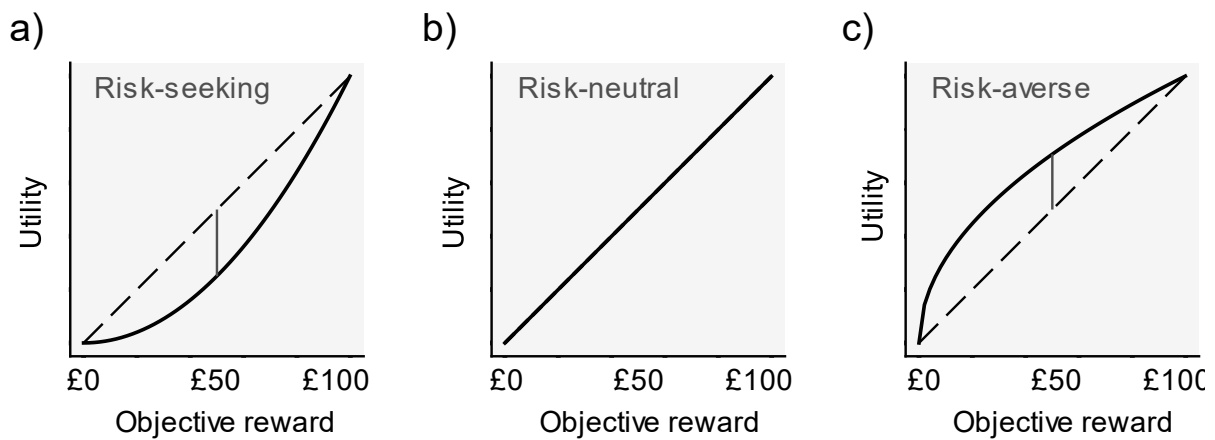 a)
Risk-seeking
Utility
£0 £50 £100
Objective reward
b)
Risk-neutral
Utility
£0 £50 £100
Objective reward
c)
Risk-averse
Utility
£0 £50 £100
Objective reward